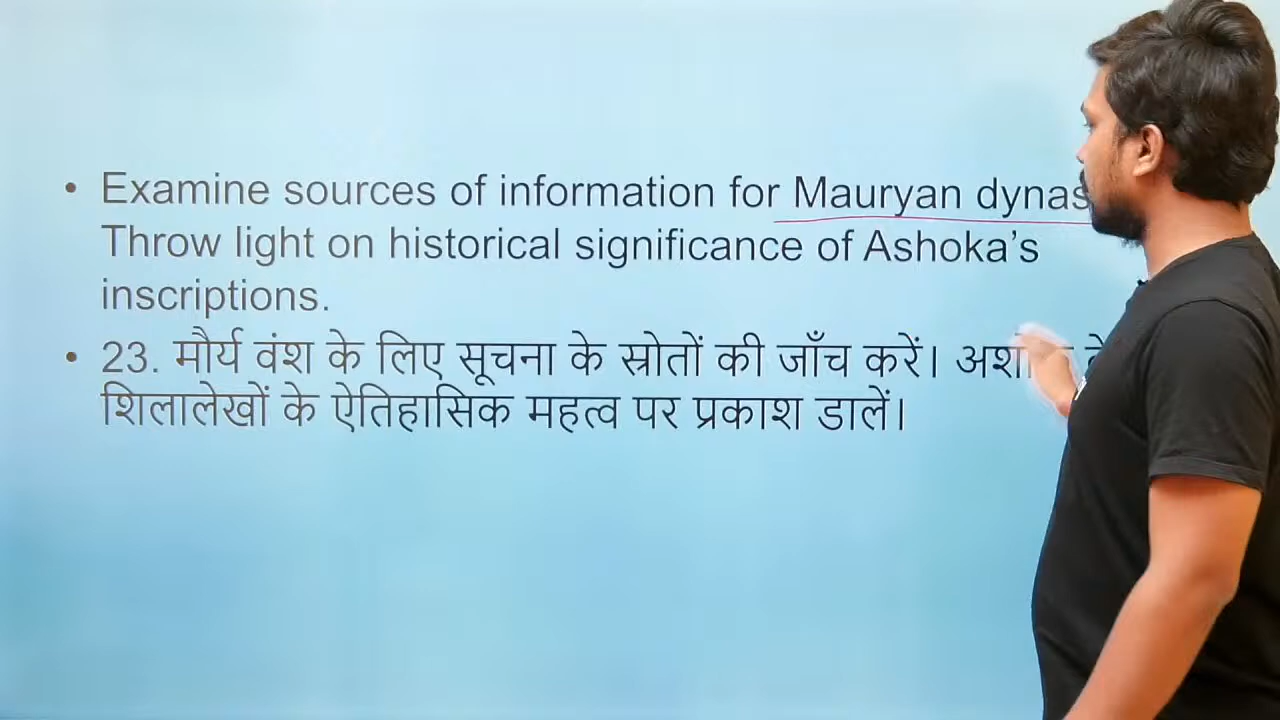 • Examine sources of information for Mauryan
Throw light on historical significance of Ashoka’s
inscriptions.
• 23. मौर्य वंश के लिए सूचना के स्रोतों की जाँच करें।
शिलालेखों के ऐतिहासिक महत्व पर प्रकाश डालें।